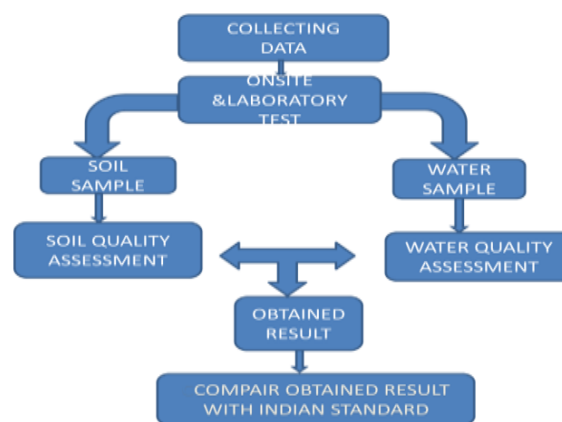 COLLECTING
DATA
ONSITE
&LABORATORY
TEST
SOIL
SAMPLE
WATER
SAMPLE
SOIL QUALITY
ASSESSMENT
WATER QUALITY
ASSESSMENT
OBTAINED
RESULT
COMPAIR OBTAINED RESULT
WITH INDIAN STANDARD